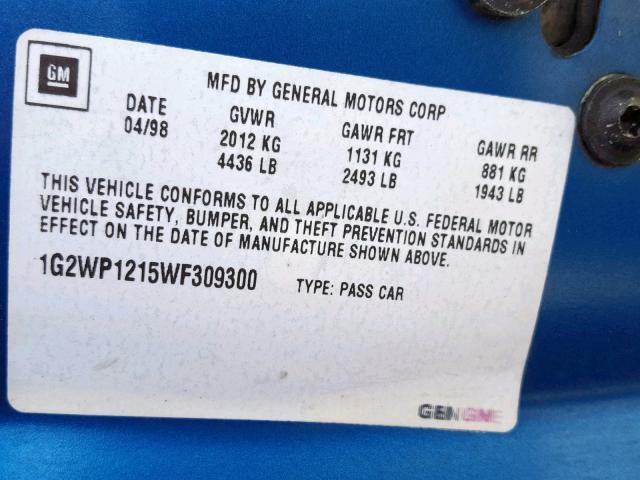 GM
MFD BY GENERAL MOTORS CORP
DATE GVWR GAWR FRT GAWR RR
04/98 2012 KG 1131 KG 881 KG
4436 LB 2493 LB 1943 LB
THIS VEHICLE CONFORMS TO ALL APPLICABLE U.S. FEDERAL MOTOR
VEHICLE SAFETY, BUMPER, AND THEFT PREVENTION STANDARDS IN
EFFECT ON THE DATE OF MANUFACTURE SHOWN ABOVE.
1G2WP1215WF309300 TYPE: PASS CAR